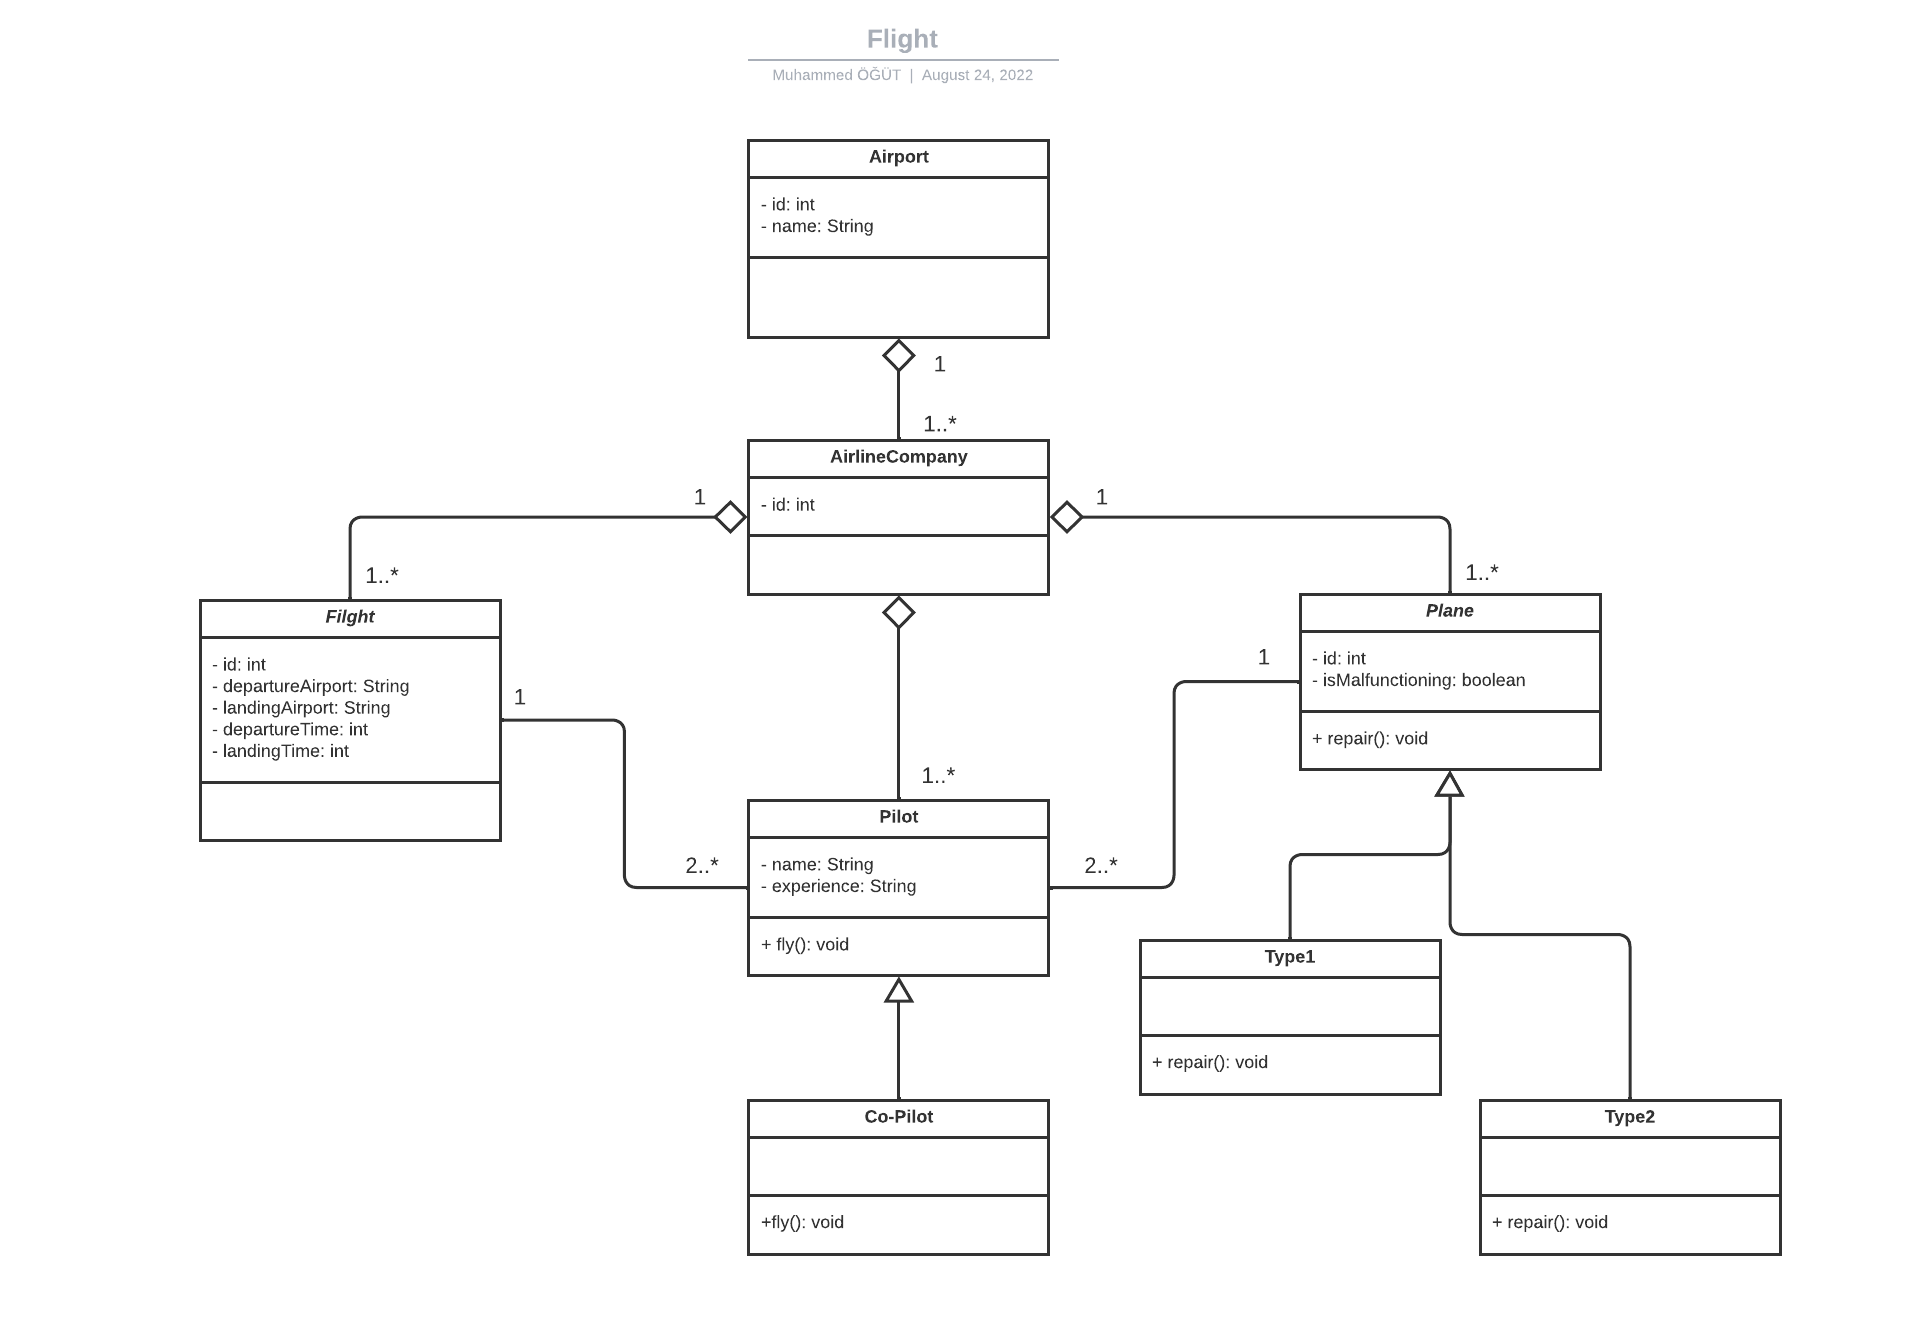 Flight
Muhammed ÖĞÜT | August 24, 2022
Airport
- id: int
- name: String
1
1..*
AirlineCompany
- id: int
1
1
1..*
1..*
Filght
- id: int
- departureAirport: String
- landingAirport: String
- departureTime: int
- landingTime: int
1
Plane
- id: int
- isMalfunctioning: boolean
+ repair(): void
1
1..*
2..*
2..*
Pilot
- name: String
- experience: String
+ fly(): void
Type1
+ repair(): void
Co-Pilot
+fly(): void
Type2
+ repair(): void